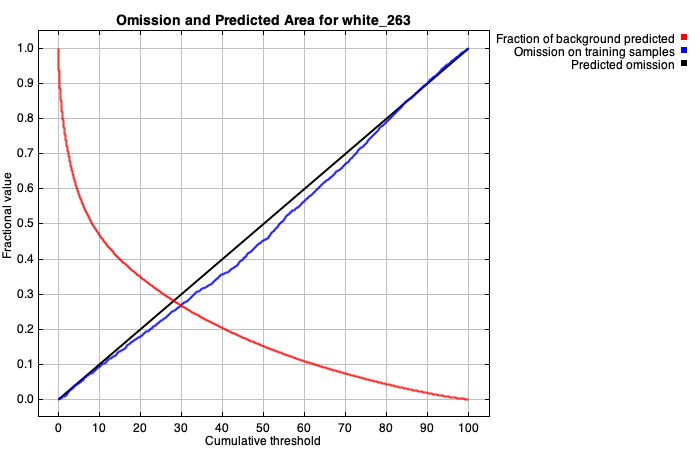 Omission and Predicted Area for white_263
Fraction of background predicted
Omission on training samples
Predicted omission
Fractional value
1.0
0.9
0.8
0.7
0.6
0.5
0.4
0.3
0.2
0.1
0.0
0 10 20 30 40 50 60 70 80 90 100
Cumulative threshold